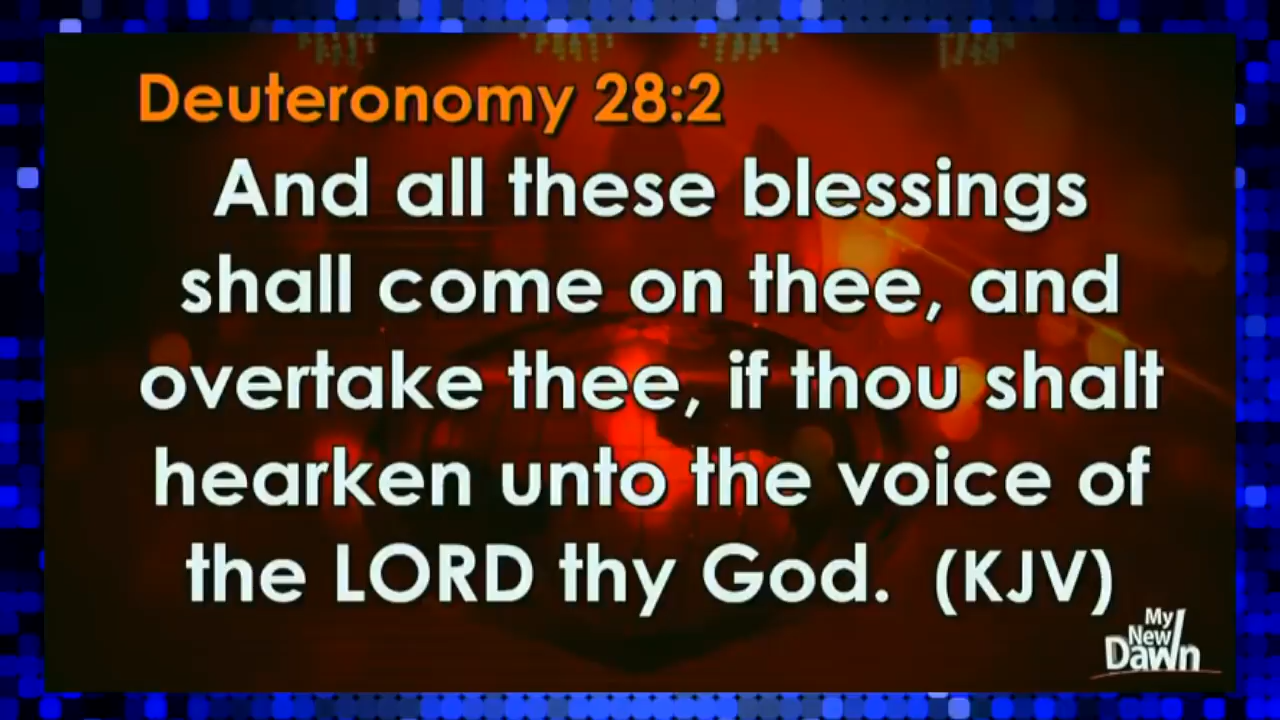 Deuteronomy 28:2
And all these blessings
shall come on thee, and
overtake thee, if thou shalt
hearken unto the voice of
the LORD thy God. (KJV)
My
New
Dawn